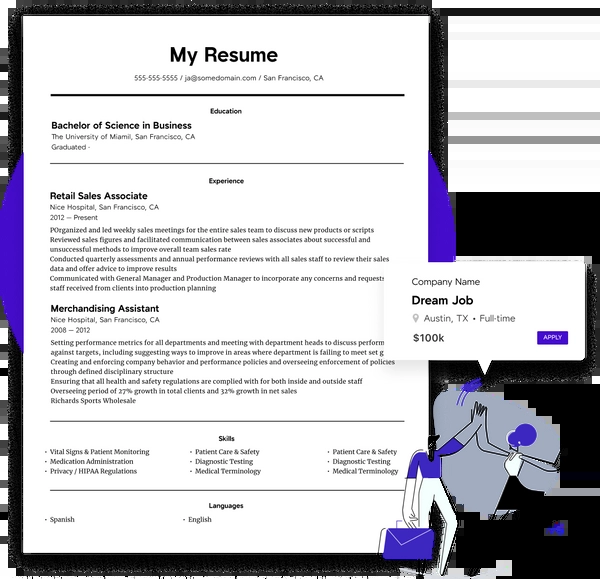 My Resume
555-555-5555 / ja@somedomain.com / San Francisco, CA
Education
Bachelor of Science in Business
The University of Miamil, San Francisco, CA
Graduated -
Experience
Retail Sales Associate
Nice Hospital, San Francisco, CA
2012 — Present
POrganized and led weekly sales meetings for the entire sales team to discuss new products or scripts
Reviewed sales figures and facilitated communication between sales associates about successful and
unsuccessful methods to improve overall team sales rate
Conducted quarterly assessments and annual performance reviews with all sales staff to review their sales
data and offer advice to improve results
Communicated with General Manager and Production Manager to incorporate any concerns and requests
staff received from clients into production planning
Merchandising Assistant
Nice Hospital, San Francisco, CA
2008 — 2012
Setting performance metrics for all departments and meeting with department heads to discuss perform
against targets, including suggesting ways to improve in areas where department is failing to meet set g
Creating and enforcing company behavior and performance policies and overseeing enforcement of policies
through defined disciplinary structure
Ensuring that all health and safety regulations are complied with for both inside and outside staff
Overseeing period of 27% growth in total clients and 32% growth in net sales
Richards Sports Wholesale
Skills
• Vital Signs & Patient Monitoring • Patient Care & Safety • Patient Care & Safety
• Medication Administration • Diagnostic Testing • Diagnostic Testing
• Privacy / HIPAA Regulations • Medical Terminology • Medical Terminology
Languages
• Spanish • English
Company Name
Dream Job
Austin, TX • Full-time
$100k APPLY